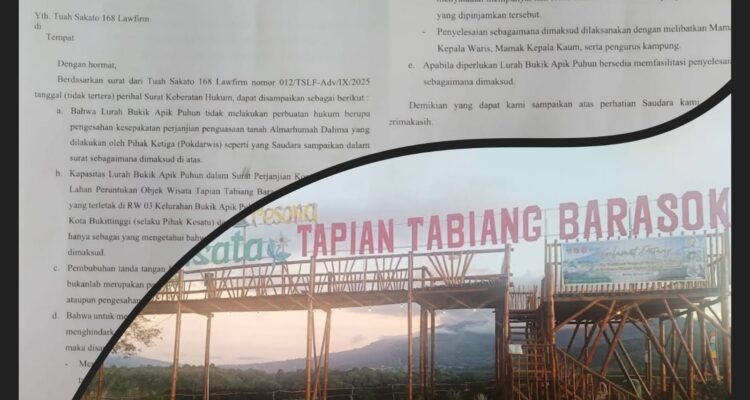 Yth. Tuah Sakato 168 Lawfirm
di
Tempat
Dengan hormat,
Berdasarkan surat dari Tuah Sakato 168 Lawfirm nomor 012/TSLF-Adv/IX/2025
tanggal (tidak tertera) perihal Surat Keberatan Hukum, dapat disampaikan sebagai berikut :
a. Bahwa Lurah Bukik Apik Puhun tidak melakukan perbuatan hukum berupa
pengesahan kesepakatan perjanjian penguasaan tanah Almarhumah Dalima yang
dilakukan oleh Pihak Ketiga (Pokdarwis) seperti yang Saudara sampaikan dalam
surat sebagaimana dimaksud di atas.
b. Kapasitas Lurah Bukik Apik Puhun dalam Surat Perjanjian
Lahan Peruntukan Objek Wisata Tapian Tabiang
yang terletak di RW 03 Kelurahan Bukik Apik
Kota Bukittinggi (selaku Pihak Kesatu)
hanya sebagai yang mengetahui
dimaksud.
c. Pembubuhan tanda tangan
bukanlah merupakan
ataupun pengesahan
d. Bahwa untuk
menghindar
maka
yang dipinjamkan tersebut.
- Penyelesaian sebagaimana dimaksud dilaksanakan dengan melibatkan
Kepala Waris, Mamak Kepala Kaum, serta pengurus kampung.
e. Apabila diperlukan Lurah Bukik Apik Puhun bersedia memfasilitasi
sebagaimana dimaksud.
Demikian yang dapat kami sampaikan atas perhatian Saudara kami
erimakasih.
Pesona
sata
TAPIAN TABIANG BARASOK
Selamat Datang